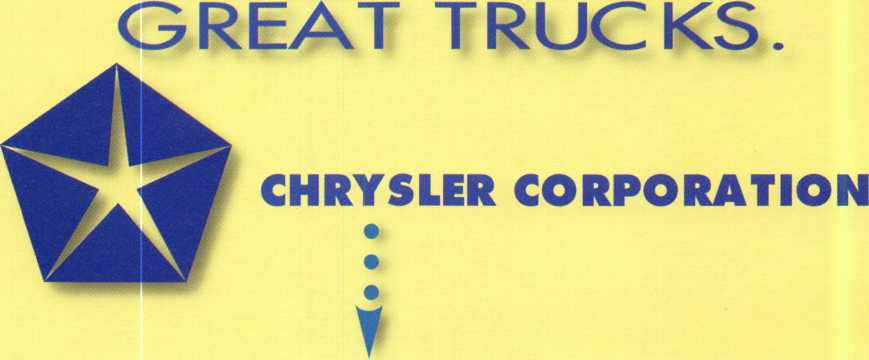 GREAT TRUCKS.
CHRYSLER CORPORATION